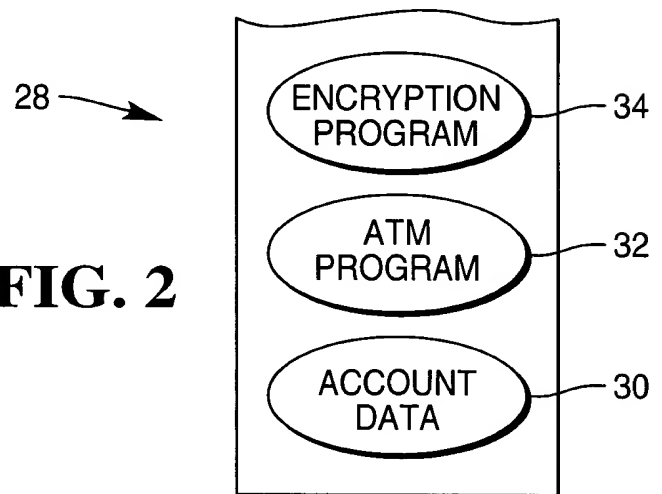 28
ENCRYPTION
PROGRAM
34
ATM
PROGRAM
32
FIG. 2
ACCOUNT
DATA
30